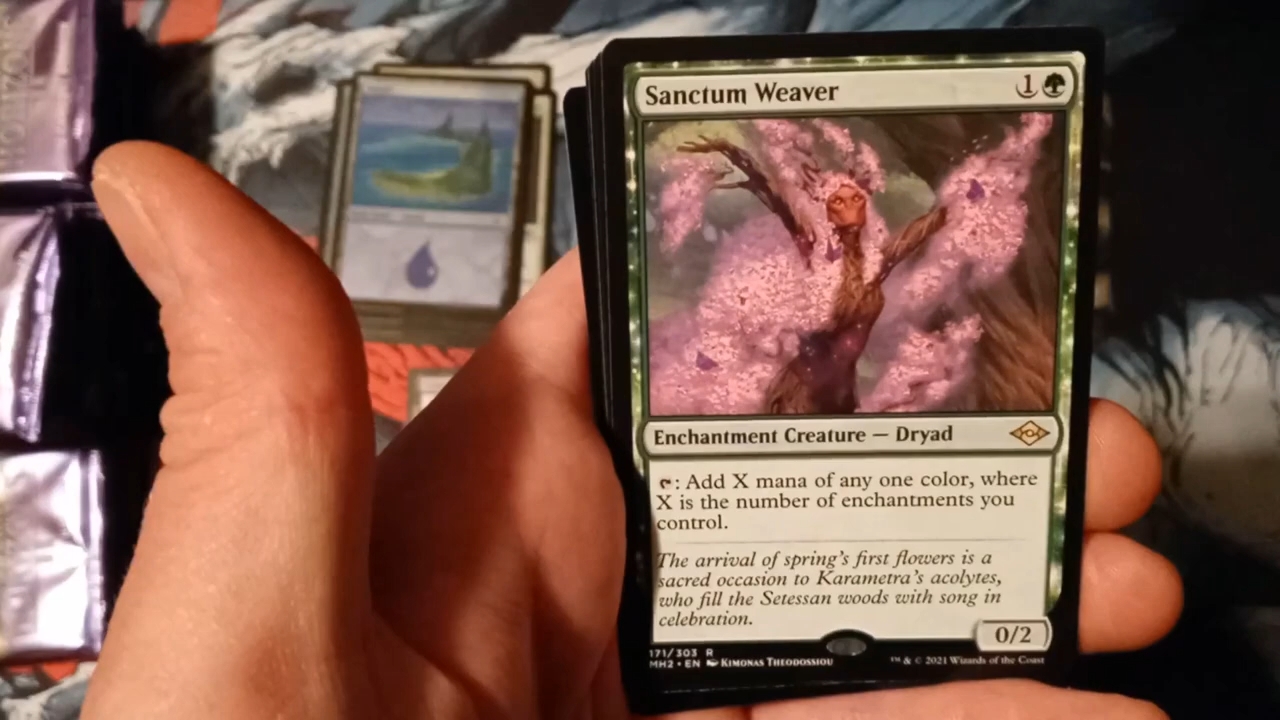 Sanctum Weaver
1
Enchantment Creature — Dryad
: Add X mana of any one color, where
X is the number of enchantments you
control.
The arrival of spring's first flowers is a
sacred occasion to Karametra's acolytes,
who fill the Setessan woods with song in
celebration.
0/2
171/303 R
MH2 • EN Kimonas Theodossiou
™ & © 2021 Wizards of the Coast